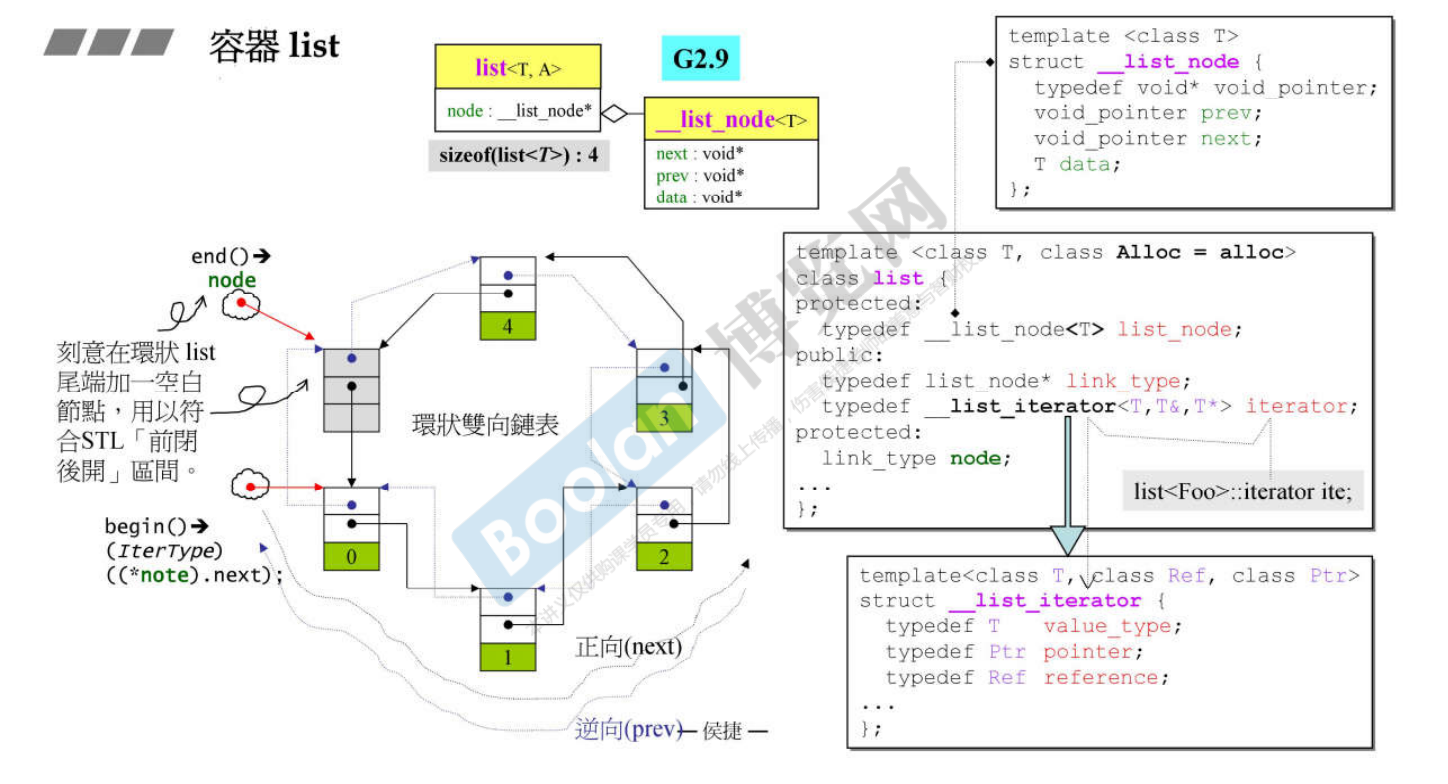 容器 list
G2.9
list<T, A>
node : __list_node*
sizeof(list<T>) : 4
__list_node<T>
next : void*
prev : void*
data : void*
template <class T>
struct __list_node {
typedef void* void_pointer;
void_pointer prev;
void_pointer next;
T data;
};
end()➔
node
刻意在環狀 list
尾端加一空白
節點，用以符
合STL「前閉
後開」區間。
begin()➔
(IterType)
((*note).next);
環狀雙向鏈表
4
3
0
2
1
正向(next)
逆向(prev)
— 侯捷 —
template <class T, class Alloc = alloc>
class list {
protected:
typedef __list_node<T> list_node;
public:
typedef list_node* link_type;
typedef __list_iterator<T,T&,T*> iterator;
protected:
link_type node;
...
};
list<Foo>::iterator ite;
template<class T, class Ref, class Ptr>
struct __list_iterator {
typedef T value_type;
typedef Ptr pointer;
typedef Ref reference;
...
};
Boolan
博览网